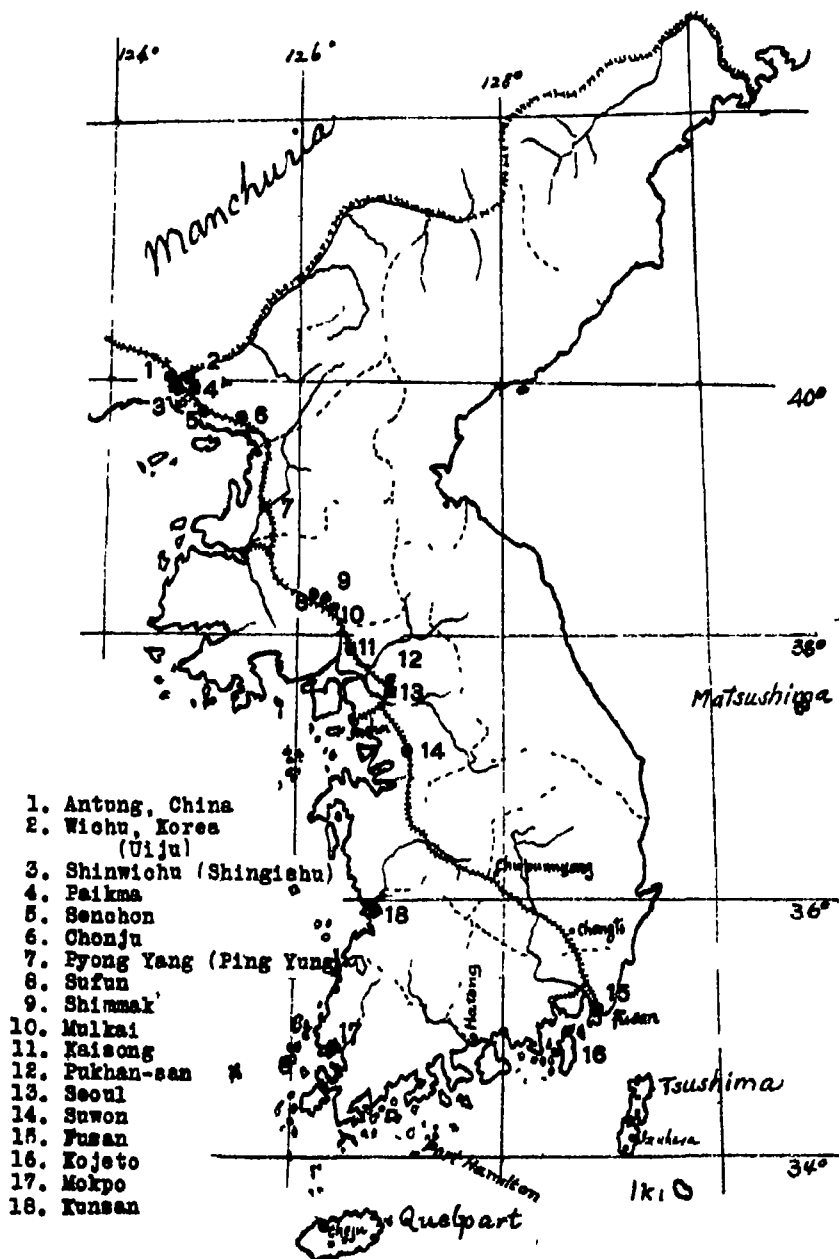 124°
126°
128°
Manchuria
1
2
3
4
5
6
40°
7
8
9
10
11
12
38°
13
Matsushima
14
1. Antung, China
2. Wichu, Korea
(Uiju)
3. Shinwichu (Shingishu)
4. Paikma
5. Senchon
6. Chonju
7. Pyong Yang (Ping Yung)
8. Sufun
9. Shimmak
10. Mulkai
11. Kaisong
12. Pukhan-san
13. Seoul
14. Suwon
15. Fusan
16. Kojeto
17. Mokpo
18. Kunsan
36°
18
15
Fusan
17
16
Tsushima
34°
Port Hamilton
Iki
Cheju
Quelpart